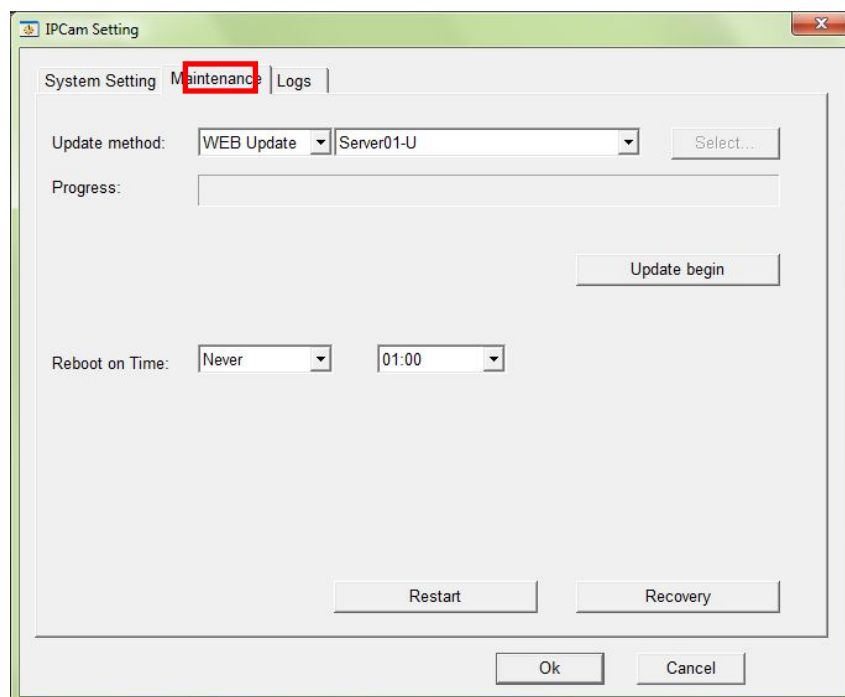 IPCam Setting
System Setting Maintenance Logs
Update method: WEB Update Server01-U Select...
Progress:
Update begin
Reboot on Time: Never 01:00
Restart Recovery
Ok Cancel